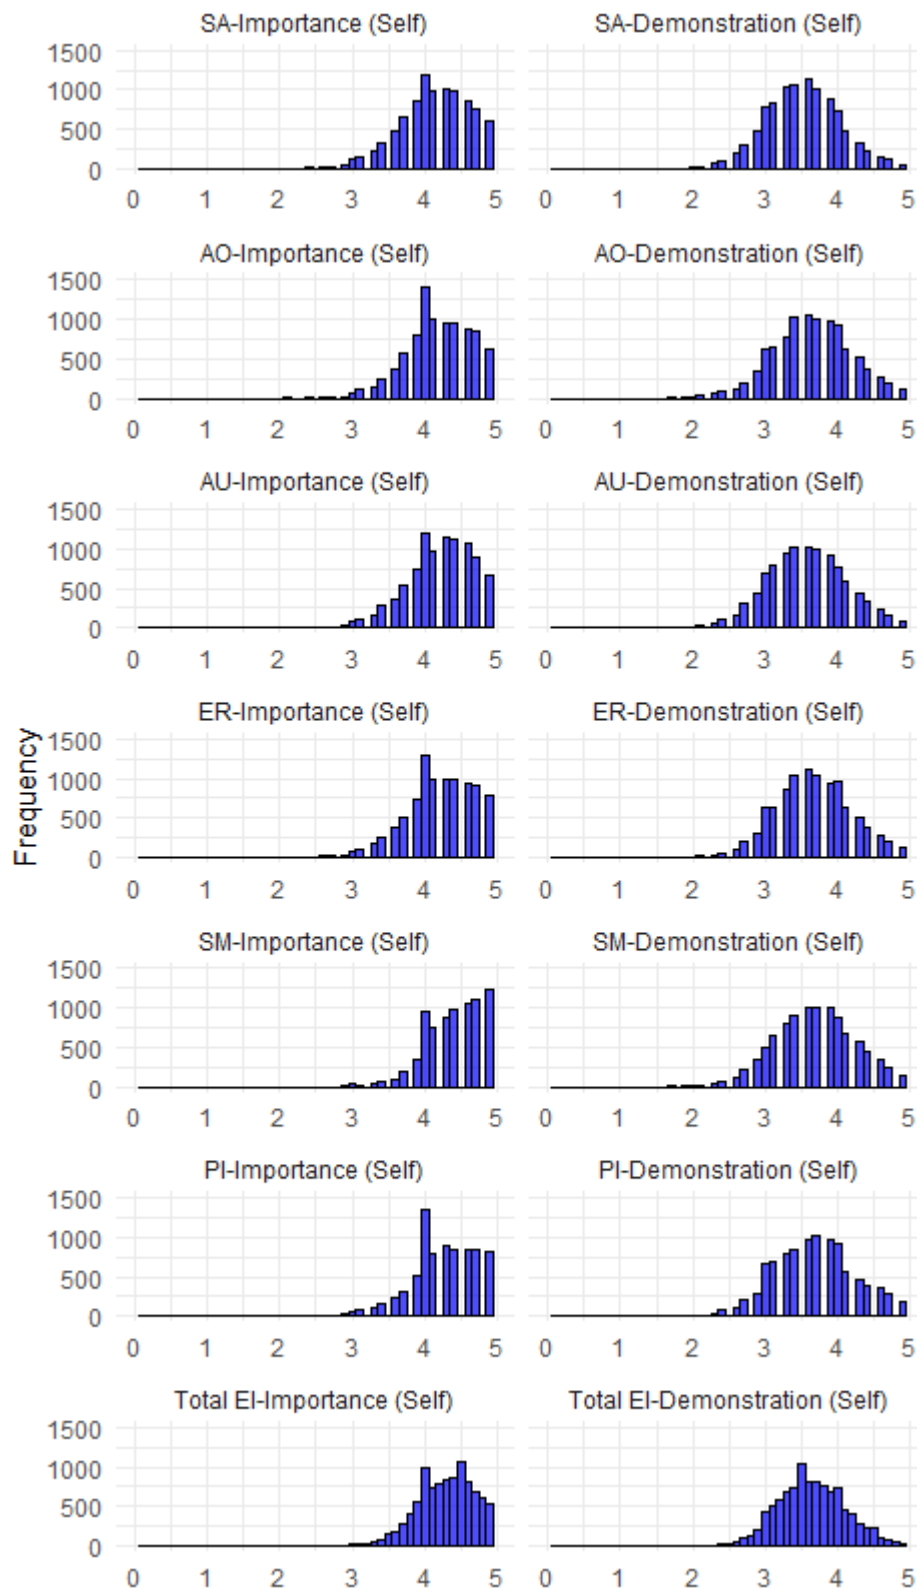 SA-Importance (Self) SA-Demonstration (Self)
1500
1000
500
0
0 1 2 3 4 5 0 1 2 3 4 5
AO-Importance (Self) AO-Demonstration (Self)
1500
1000
500
0
0 1 2 3 4 5 0 1 2 3 4 5
AU-Importance (Self) AU-Demonstration (Self)
1500
1000
500
0
0 1 2 3 4 5 0 1 2 3 4 5
ER-Importance (Self) ER-Demonstration (Self)
Frequency
1500
1000
500
0
0 1 2 3 4 5 0 1 2 3 4 5
SM-Importance (Self) SM-Demonstration (Self)
1500
1000
500
0
0 1 2 3 4 5 0 1 2 3 4 5
PI-Importance (Self) PI-Demonstration (Self)
1500
1000
500
0
0 1 2 3 4 5 0 1 2 3 4 5
Total EI-Importance (Self) Total EI-Demonstration (Self)
1500
1000
500
0
0 1 2 3 4 5 0 1 2 3 4 5